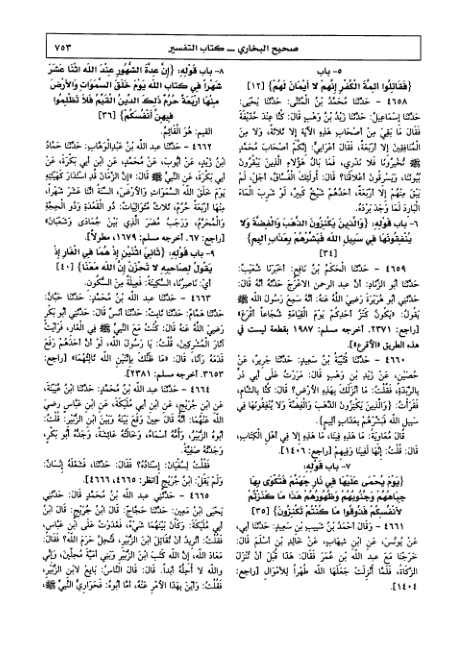 صحيح البخاري ــ كتاب التفسير
٧٥٣
٥- باب
{فَقَاتِلُوا أَئِمَّةَ الْكُفْرِ إِنَّهُمْ لَا أَيْمَانَ لَهُمْ} [١٢]
٤٦٥٨ - حَدَّثَنَا مُحَمَّدُ بْنُ الْمُثَنَّى: حَدَّثَنَا يَحْيَى:
حَدَّثَنَا إِسْمَاعِيلُ: حَدَّثَنَا زَيْدُ بْنُ وَهْبٍ قَالَ: كُنَّا عِنْدَ حُذَيْفَةَ
فَقَالَ: مَا بَقِيَ مِنْ أَصْحَابِ هَذِهِ الْآيَةِ إِلَّا ثَلَاثَةٌ، وَلَا مِنَ
الْمُنَافِقِينَ إِلَّا أَرْبَعَةٌ، فَقَالَ أَعْرَابِيٌّ: إِنَّكُمْ أَصْحَابَ مُحَمَّدٍ
ﷺ تُخْبِرُونَا فَلَا نَدْرِي، فَمَا بَالُ هَؤُلَاءِ الَّذِينَ يَبْقُرُونَ
بُيُوتَنَا، وَيَسْرِقُونَ أَعْلَاقَنَا؟ قَالَ: أُولَئِكَ الْفُسَّاقُ، أَجَلْ، لَمْ
يَبْقَ مِنْهُمْ إِلَّا أَرْبَعَةٌ، أَحَدُهُمْ شَيْخٌ كَبِيرٌ، لَوْ شَرِبَ الْمَاءَ
الْبَارِدَ لَمَا وَجَدَ بَرْدَهُ.
٦- باب قَوْلِهِ: {وَالَّذِينَ يَكْنِزُونَ الذَّهَبَ وَالْفِضَّةَ وَلَا
يُنْفِقُونَهَا فِي سَبِيلِ اللَّهِ فَبَشِّرْهُمْ بِعَذَابٍ أَلِيمٍ}
[٣٤]
٤٦٥٩ - حَدَّثَنَا الْحَكَمُ بْنُ نَافِعٍ: أَخْبَرَنَا شُعَيْبٌ:
حَدَّثَنَا أَبُو الزِّنَادِ: أَنَّ عبد الرحمن الْأَعْرَجَ حَدَّثَهُ أَنَّهُ قَالَ:
حَدَّثَنِي أَبُو هُرَيْرَةَ رَضِيَ اللَّهُ عَنْهُ: أَنَّهُ سَمِعَ رَسُولَ اللَّهِ ﷺ
يَقُولُ: «يَكُونُ كَنْزُ أَحَدِكُمْ يَوْمَ الْقِيَامَةِ شُجَاعًا أَقْرَعَ»
[راجع: ٢٣٧١. أخرجه مسلم: ٩٨٧ بقطعة ليست في
هذه الطريق «الأقرع»].
٤٦٦٠ - حَدَّثَنَا قُتَيْبَةُ بْنُ سَعِيدٍ: حَدَّثَنَا جَرِيرٌ، عَنْ
حُصَيْنٍ، عَنْ زَيْدِ بْنِ وَهْبٍ قَالَ: مَرَرْتُ عَلَى أَبِي ذَرٍّ
بِالرَّبَذَةِ، فَقُلْتُ: مَا أَنْزَلَكَ بِهَذِهِ الْأَرْضِ؟ قَالَ: كُنَّا بِالشَّأْمِ،
فَقَرَأْتُ: {وَالَّذِينَ يَكْنِزُونَ الذَّهَبَ وَالْفِضَّةَ وَلَا يُنْفِقُونَهَا فِي
سَبِيلِ اللَّهِ فَبَشِّرْهُمْ بِعَذَابٍ أَلِيمٍ}.
قَالَ مُعَاوِيَةُ: مَا هَذِهِ فِينَا، مَا هَذِهِ إِلَّا فِي أَهْلِ الْكِتَابِ،
قَالَ: قُلْتُ: إِنَّهَا لَفِينَا وَفِيهِمْ [راجع: ١٤٠٦].
٧- باب قَوْلِهِ:
{يَوْمَ يُحْمَى عَلَيْهَا فِي نَارِ جَهَنَّمَ فَتُكْوَى بِهَا
جِبَاهُهُمْ وَجُنُوبُهُمْ وَظُهُورُهُمْ هَذَا مَا كَنَزْتُمْ
لِأَنْفُسِكُمْ فَذُوقُوا مَا كُنْتُمْ تَكْنِزُونَ} [٣٥]
٤٦٦١ - وَقَالَ أَحْمَدُ بْنُ شَبِيبِ بْنِ سَعِيدٍ: حَدَّثَنَا أَبِي،
عَنْ يُونُسَ، عَنِ ابْنِ شِهَابٍ، عَنْ خَالِدِ بْنِ أَسْلَمَ قَالَ:
خَرَجْنَا مَعَ عبد اللَّهِ بْنِ عُمَرَ فَقَالَ: هَذَا قَبْلَ أَنْ تُنْزَلَ
الزَّكَاةُ، فَلَمَّا أُنْزِلَتْ جَعَلَهَا اللَّهُ طُهْرًا لِلْأَمْوَالِ [راجع:
١٤٠٤].
٨- باب قَوْلِهِ: {إِنَّ عِدَّةَ الشُّهُورِ عِنْدَ اللَّهِ اثْنَا عَشَرَ
شَهْرًا فِي كِتَابِ اللَّهِ يَوْمَ خَلَقَ السَّمَوَاتِ وَالْأَرْضَ
مِنْهَا أَرْبَعَةٌ حُرُمٌ ذَلِكَ الدِّينُ الْقَيِّمُ فَلَا تَظْلِمُوا
فِيهِنَّ أَنْفُسَكُمْ} [٣٦]
القيم: هُوَ الْقَائِمُ.
٤٦٦٢ - حَدَّثَنَا عبد اللَّهِ بْنُ عَبْدِالْوَهَّابِ: حَدَّثَنَا حَمَّادُ
ابْنُ زَيْدٍ، عَنْ أَيُّوبَ، عَنْ مُحَمَّدٍ، عَنِ ابْنِ أَبِي بَكْرَةَ، عَنْ
أَبِي بَكْرَةَ، عَنِ النَّبِيِّ ﷺ قَالَ: «إِنَّ الزَّمَانَ قَدِ اسْتَدَارَ كَهَيْئَتِهِ
يَوْمَ خَلَقَ اللَّهُ السَّمَوَاتِ وَالْأَرْضَ، السَّنَةُ اثْنَا عَشَرَ شَهْرًا،
مِنْهَا أَرْبَعَةٌ حُرُمٌ، ثَلَاثٌ مُتَوَالِيَاتٌ: ذُو الْقَعْدَةِ وَذُو الْحِجَّةِ
وَالْمُحَرَّمُ، وَرَجَبُ مُضَرَ الَّذِي بَيْنَ جُمَادَى وَشَعْبَانَ»
[راجع: ٦٧. أخرجه مسلم: ١٦٧٩، مطولاً].
٩- باب قَوْلِهِ: {ثَانِيَ اثْنَيْنِ إِذْ هُمَا فِي الْغَارِ إِذْ
يَقُولُ لِصَاحِبِهِ لَا تَحْزَنْ إِنَّ اللَّهَ مَعَنَا} [٤٠]
أَيْ: نَاصِرُنَا، السَّكِينَةُ: فَعِيلَةٌ مِنَ السُّكُونِ.
٤٦٦٣ - حَدَّثَنَا عبد اللَّهِ بْنُ مُحَمَّدٍ: حَدَّثَنَا حَبَّانُ:
حَدَّثَنَا هَمَّامٌ: حَدَّثَنَا ثَابِتٌ: حَدَّثَنَا أَنَسٌ قَالَ: حَدَّثَنِي أَبُو بَكْرٍ
رَضِيَ اللَّهُ عَنْهُ قَالَ: كُنْتُ مَعَ النَّبِيِّ ﷺ فِي الْغَارِ، فَرَأَيْتُ
آثَارَ الْمُشْرِكِينَ، قُلْتُ: يَا رَسُولَ اللَّهِ، لَوْ أَنَّ أَحَدَهُمْ رَفَعَ
قَدَمَهُ رَآنَا، قَالَ: «مَا ظَنُّكَ بِاثْنَيْنِ اللَّهُ ثَالِثُهُمَا» [راجع:
٣٦٥٣. أخرجه مسلم: ٢٣٨١].
٤٦٦٤ - حَدَّثَنَا عبد اللَّهِ بْنُ مُحَمَّدٍ: حَدَّثَنَا ابْنُ عُيَيْنَةَ،
عَنِ ابْنِ جُرَيْجٍ، عَنِ ابْنِ أَبِي مُلَيْكَةَ، عَنِ ابْنِ عَبَّاسٍ رضي
اللَّهُ عَنْهُمَا: أَنَّهُ قَالَ حِينَ وَقَعَ بَيْنَهُ وَبَيْنَ ابْنِ الزُّبَيْرِ: قُلْتُ:
أَبُوهُ الزُّبَيْرُ، وَأُمُّهُ أَسْمَاءُ، وَخَالَتُهُ عَائِشَةُ، وَجَدُّهُ أَبُو بَكْرٍ،
وَجَدَّتُهُ صَفِيَّةُ.
فَقُلْتُ لِسُفْيَانَ: إِسْنَادُهُ؟ فَقَالَ: حَدَّثَنَا، فَشَغَلَهُ إِنْسَانٌ،
وَلَمْ يَقُلْ: ابْنُ جُرَيْجٍ [انظر: ٤٦٦٥، ٤٦٦٦].
٤٦٦٥ - حَدَّثَنِي عبد اللَّهِ بْنُ مُحَمَّدٍ قَالَ: حَدَّثَنِي
يَحْيَى ابْنُ مَعِينٍ: حَدَّثَنَا حَجَّاجٌ: قَالَ: ابْنُ جُرَيْجٍ: قَالَ ابْنُ
أَبِي مُلَيْكَةَ: وَكَانَ بَيْنَهُمَا شَيْءٌ، فَغَدَوْتُ عَلَى ابْنِ عَبَّاسٍ،
فَقُلْتُ: أَتُرِيدُ أَنْ تُقَاتِلَ ابْنَ الزُّبَيْرِ، فَتُحِلَّ حَرَمَ اللَّهِ؟ فَقَالَ:
مَعَاذَ اللَّهِ، إِنَّ اللَّهَ كَتَبَ ابْنَ الزُّبَيْرِ وَبَنِي أُمَيَّةَ مُحِلِّينَ، وَإِنِّي
وَاللَّهِ لَا أُحِلُّهُ أَبَدًا. قَالَ: قَالَ النَّاسُ: بَايِعْ لِابْنِ الزُّبَيْرِ،
فَقُلْتُ: وَأَيْنَ بِهَذَا الْأَمْرِ عَنْهُ، أَمَّا أَبُوهُ: فَحَوَارِيُّ النَّبِيِّ ﷺ،